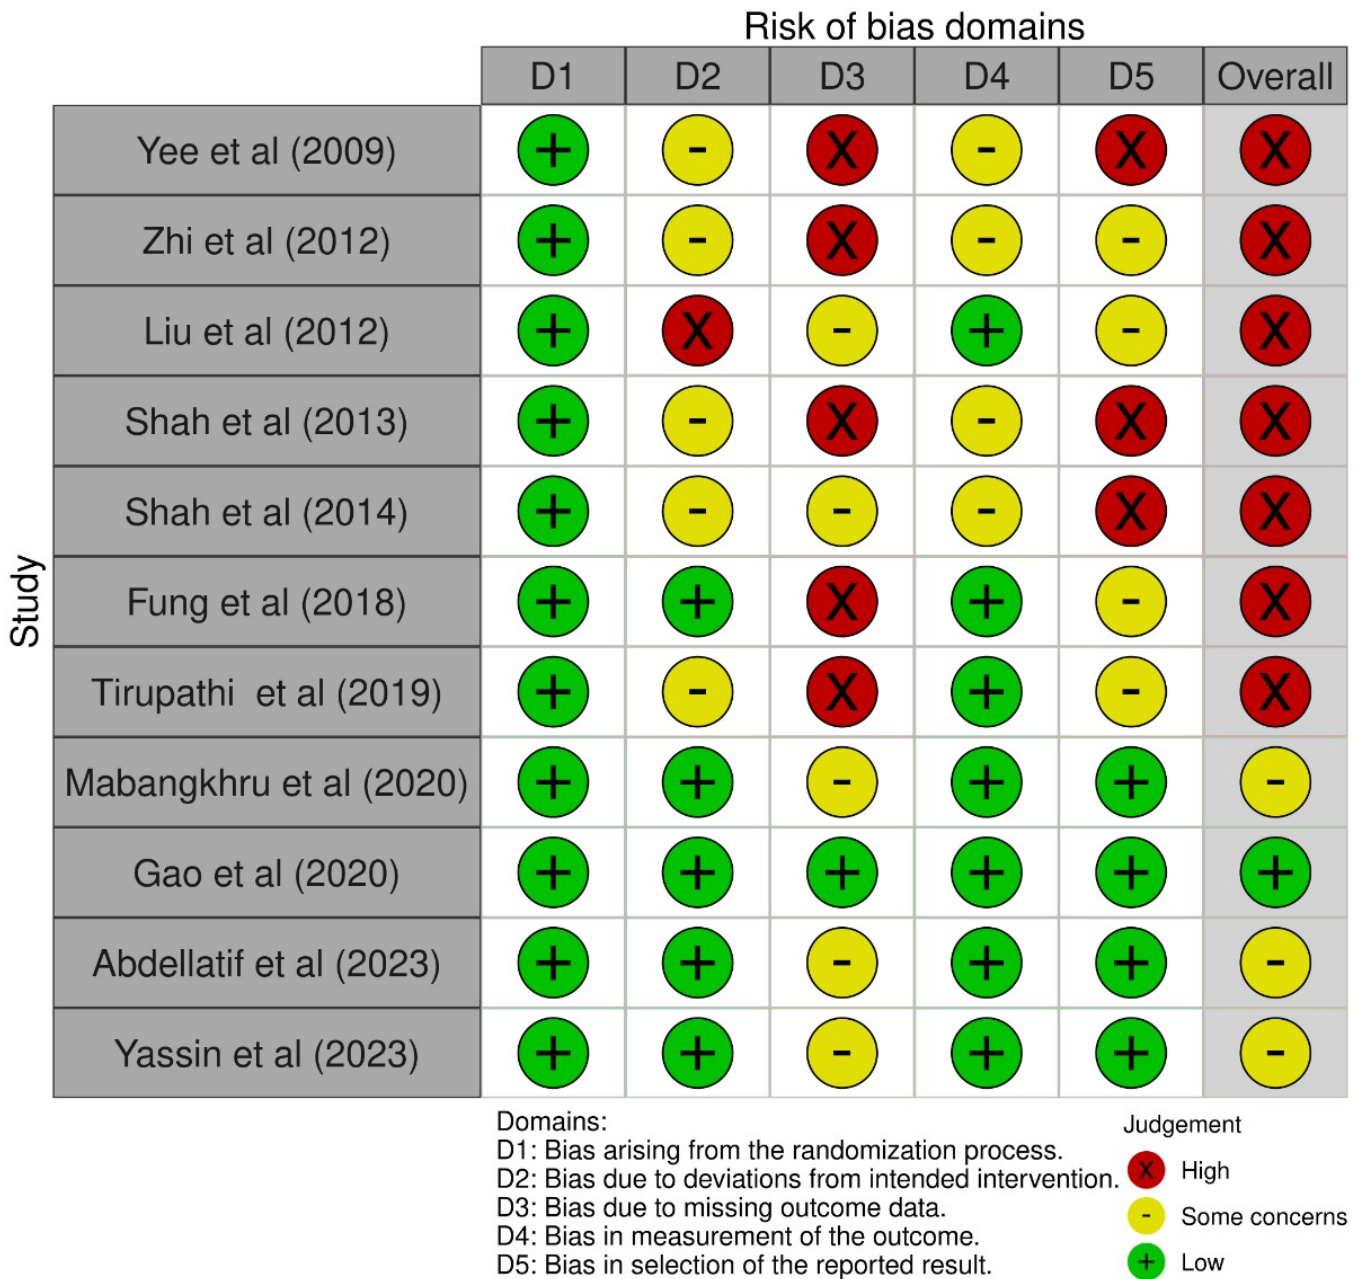 Risk of bias domains
D1 D2 D3 D4 D5 Overall
Study
Yee et al (2009) + - X - X X
Zhi et al (2012) + - X - - X
Liu et al (2012) + X - + - X
Shah et al (2013) + - X - X X
Shah et al (2014) + - - - X X
Fung et al (2018) + + X + - X
Tirupathi  et al (2019) + - X + - X
Mabangkhru et al (2020) + + - + + -
Gao et al (2020) + + + + + +
Abdellatif et al (2023) + + - + + -
Yassin et al (2023) + + - + + -
Domains:
D1: Bias arising from the randomization process.
D2: Bias due to deviations from intended intervention.
D3: Bias due to missing outcome data.
D4: Bias in measurement of the outcome.
D5: Bias in selection of the reported result.
Judgement
X High
- Some concerns
+ Low